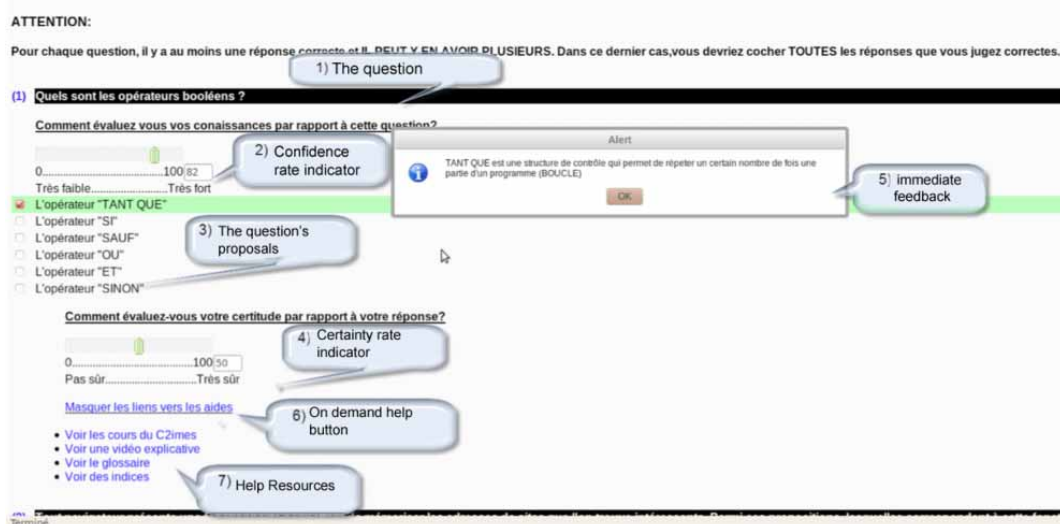 ATTENTION:
Pour chaque question, il y a au moins une réponse correcte et IL PEUT Y EN AVOIR PLUSIEURS. Dans ce dernier cas,vous devriez cocher TOUTES les réponses que vous jugez correctes.
1) The question
(1) Quels sont les opérateurs booléens ?
Comment évaluez vous vos conaissances par rapport à cette question?
0...............................100 82
Très faible.........................Très fort
2) Confidence
rate indicator
Alert
TANT QUE est une structure de contrôle qui permet de répeter un certain nombre de fois une
partie d'un programme (BOUCLE)
OK
5) immediate
feedback
L'opérateur "TANT QUE"
L'opérateur "SI"
L'opérateur "SAUF"
L'opérateur "OU"
L'opérateur "ET"
L'opérateur "SINON"
3) The question's
proposals
Comment évaluez-vous votre certitude par rapport à votre réponse?
0...............................100 50
Pas sûr..............................Très sûr
4) Certainty rate
indicator
Masquer les liens vers les aides
6) On demand help
button
• Voir les cours du C2imes
• Voir une vidéo explicative
• Voir le glossaire
• Voir des indices
7) Help Resources
Terminé